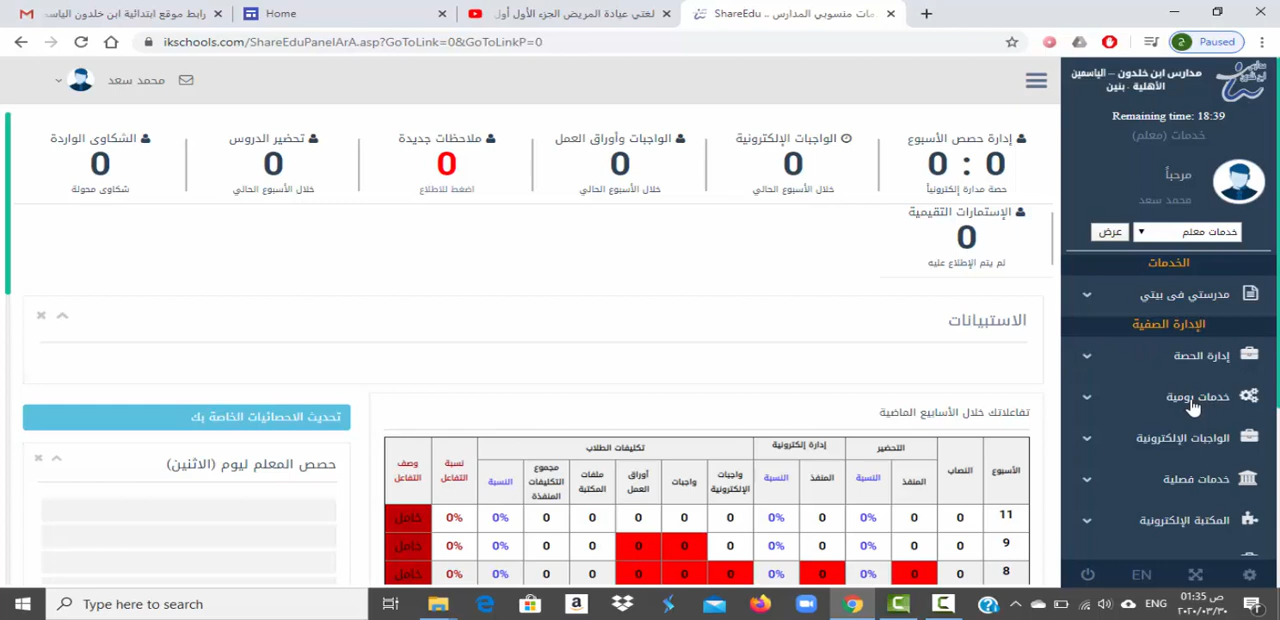 رابط موقع ابتدائية ابن خلدون الياسم
Home
لغتي عيادة المريض الجزء الأول أول
مات منسوبي المدارس .. ShareEdu
ikschools.com/ShareEduPanelArA.asp?GoToLink=0&GoToLinkP=0
Paused
محمد سعد
مدارس ابن خلدون – الياسمين
الأهلية - بنين
Remaining time: 18:39
خدمات (معلم)
مرحباً
محمد سعد
خدمات معلم
عرض
الخدمات
مدرستي في بيتي
الإدارة الصفية
إدارة الحصة
خدمات يومية
الواجبات الإلكترونية
خدمات فصلية
المكتبة الإلكترونية
EN
إدارة حصص الأسبوع
0 : 0
حصة مدارة إلكترونياً
الواجبات الإلكترونية
0
خلال الأسبوع الحالي
الواجبات وأوراق العمل
0
خلال الأسبوع الحالي
ملاحظات جديدة
0
اضغط للاطلاع
تحضير الدروس
0
خلال الأسبوع الحالي
الشكاوى الواردة
0
شكاوى محولة
الإستمارات التقيمية
0
لم يتم الإطلاع عليه
الاستبيانات
تحديث الاحصائيات الخاصة بك
حصص المعلم ليوم (الاثنين)
تفاعلاتك خلال الأسابيع الماضية
الأسبوع النصاب التحضير إدارة إلكترونية تكليفات الطلاب نسبة التفاعل وصف التفاعل
المنفذ النسبة المنفذ النسبة واجبات الإلكترونية واجبات أوراق العمل ملفات المكتبة مجموع التكليفات المنفذة النسبة
11 0 0 0% 0 0% 0 0 0 0 0 0% 0% خامل
9 0 0 0% 0 0% 0 0 0 0 0 0% 0% خامل
8 0 0 0% 0 0% 0 0 0 0 0 0% 0% خامل
Type here to search
ENG
01:35 ص
٢٠٢٠/٠٣/٣٠